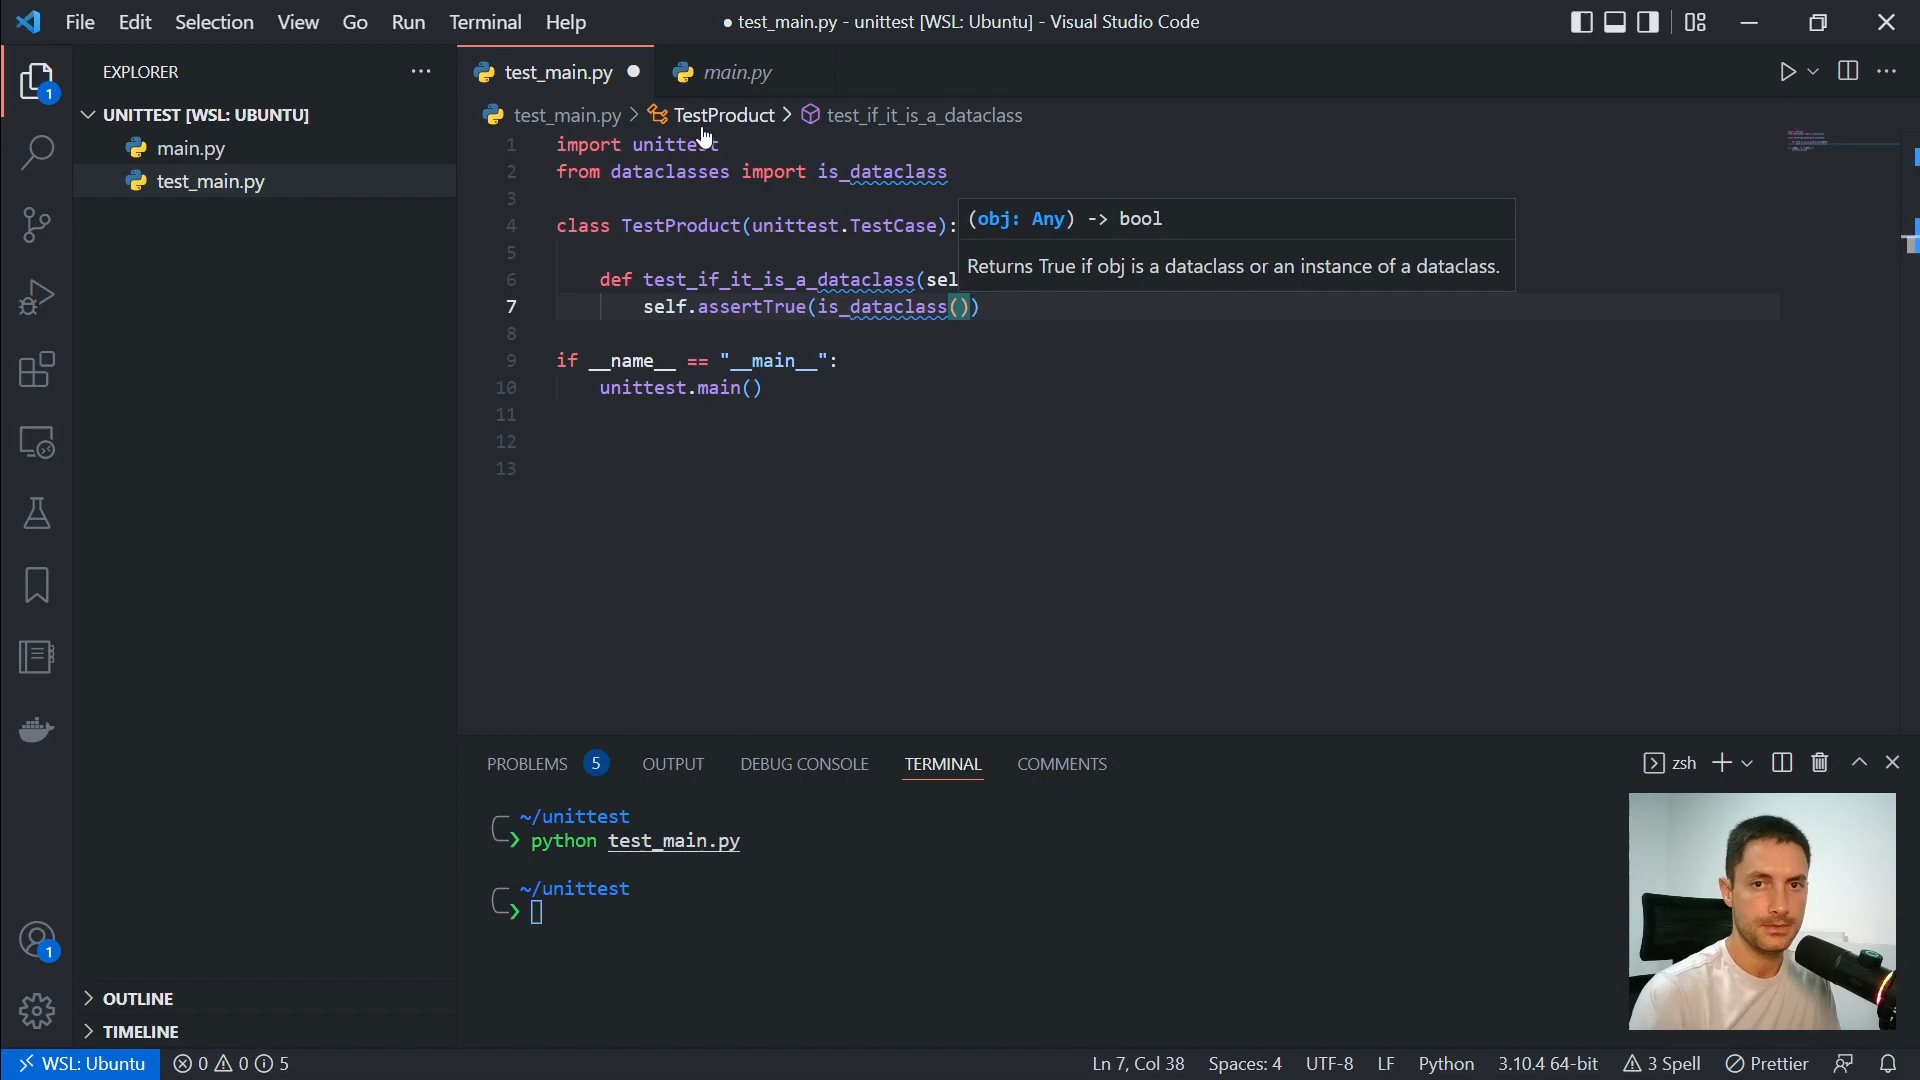 File Edit Selection View Go Run Terminal Help
● test_main.py - unittest [WSL: Ubuntu] - Visual Studio Code
EXPLORER
1
UNITTEST [WSL: UBUNTU]
main.py
test_main.py
test_main.py
main.py
test_main.py > TestProduct > test_if_it_is_a_dataclass
1 import unittest
2 from dataclasses import is_dataclass
3
4 class TestProduct(unittest.TestCase):
5
6 def test_if_it_is_a_dataclass(sel
7 self.assertTrue(is_dataclass())
8
9 if __name__ == "__main__":
10 unittest.main()
11
12
13
(obj: Any) -> bool
Returns True if obj is a dataclass or an instance of a dataclass.
PROBLEMS 5 OUTPUT DEBUG CONSOLE TERMINAL COMMENTS
zsh
~/unittest
python test_main.py
~/unittest
1
OUTLINE
TIMELINE
WSL: Ubuntu 0 0 5
Ln 7, Col 38 Spaces: 4 UTF-8 LF Python 3.10.4 64-bit 3 Spell Prettier